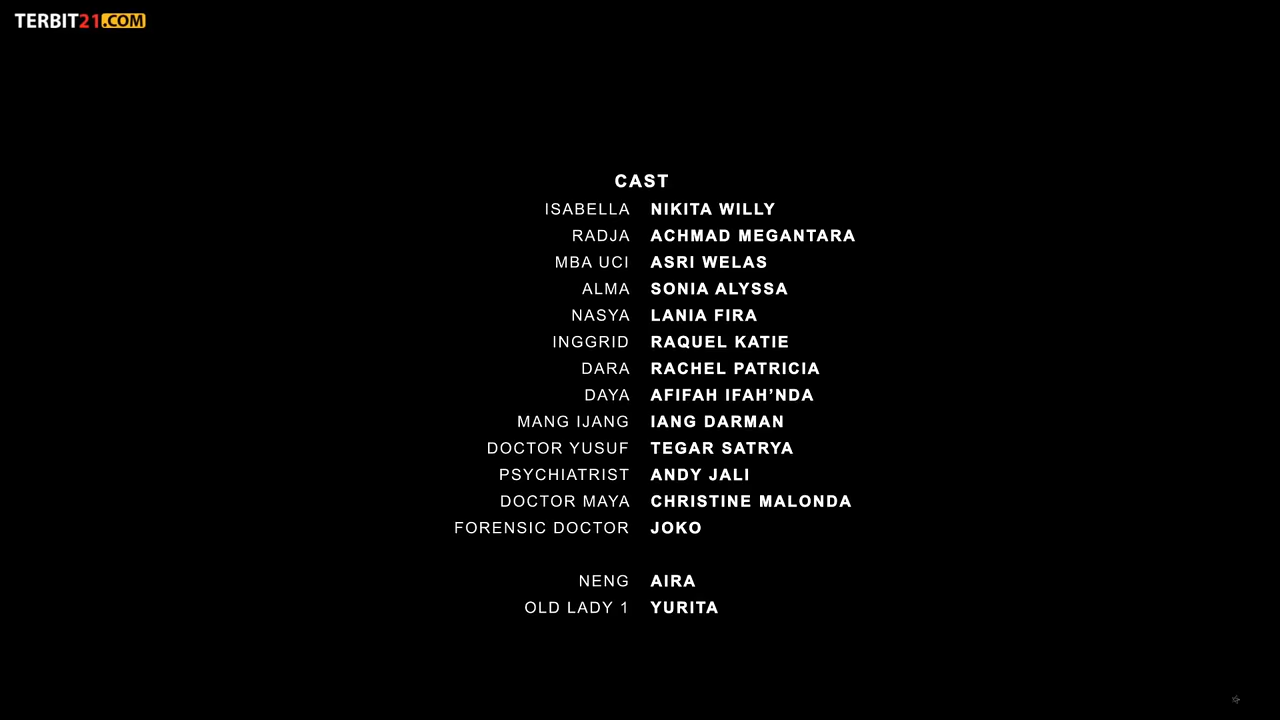 TERBIT21.COM
CAST
ISABELLA NIKITA WILLY
RADJA ACHMAD MEGANTARA
MBA UCI ASRI WELAS
ALMA SONIA ALYSSA
NASYA LANIA FIRA
INGGRID RAQUEL KATIE
DARA RACHEL PATRICIA
DAYA AFIFAH IFAH’NDA
MANG IJANG IANG DARMAN
DOCTOR YUSUF TEGAR SATRYA
PSYCHIATRIST ANDY JALI
DOCTOR MAYA CHRISTINE MALONDA
FORENSIC DOCTOR JOKO
NENG AIRA
OLD LADY 1 YURITA